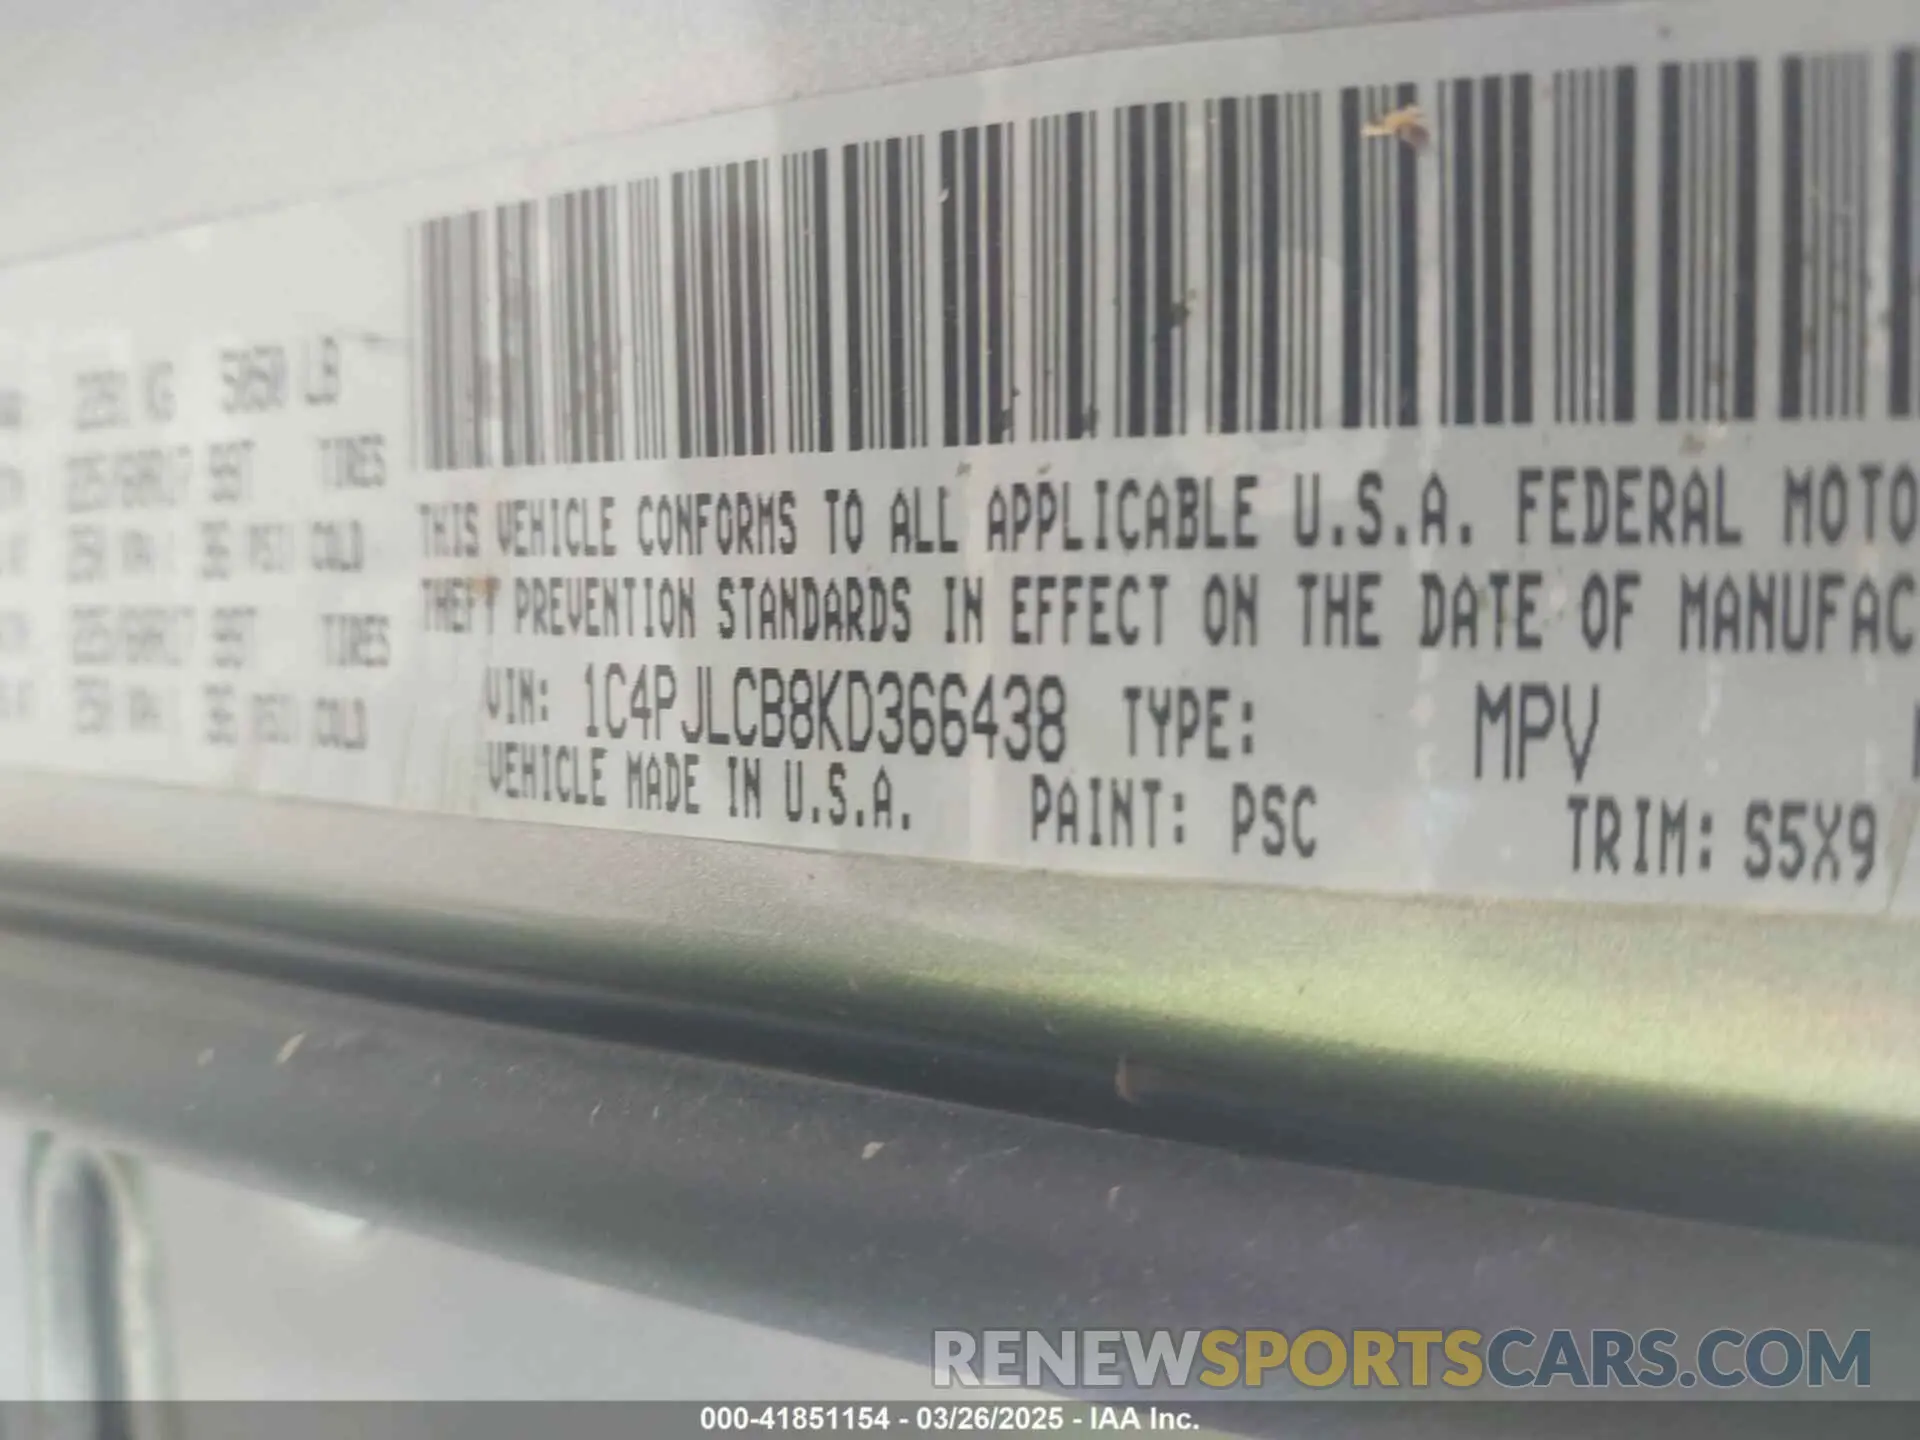 KG 5050 LB
TIRES
COLD
TIRES
COLD
THIS VEHICLE CONFORMS TO ALL APPLICABLE U.S.A. FEDERAL MOTO
THEFT PREVENTION STANDARDS IN EFFECT ON THE DATE OF MANUFAC
VIN: 1C4PJLCB8KD366438 TYPE: MPV
VEHICLE MADE IN U.S.A. PAINT: PSC TRIM: S5X9
RENEWSPORTSCARS.COM
000-41851154 - 03/26/2025 - IAA Inc.